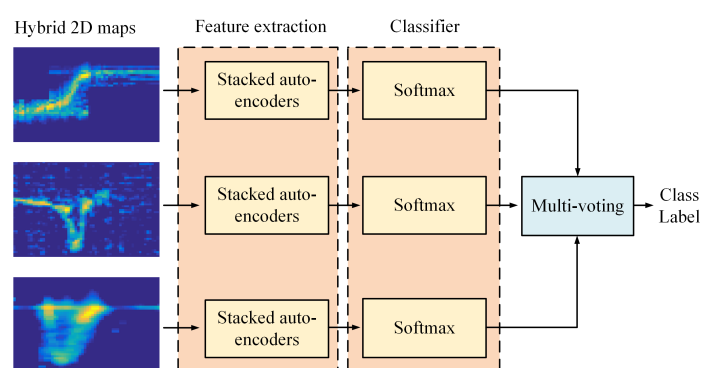 Hybrid 2D maps
Feature extraction
Classifier
Stacked auto-
encoders
Softmax
Stacked auto-
encoders
Softmax
Multi-voting
Class
Label
Stacked auto-
encoders
Softmax